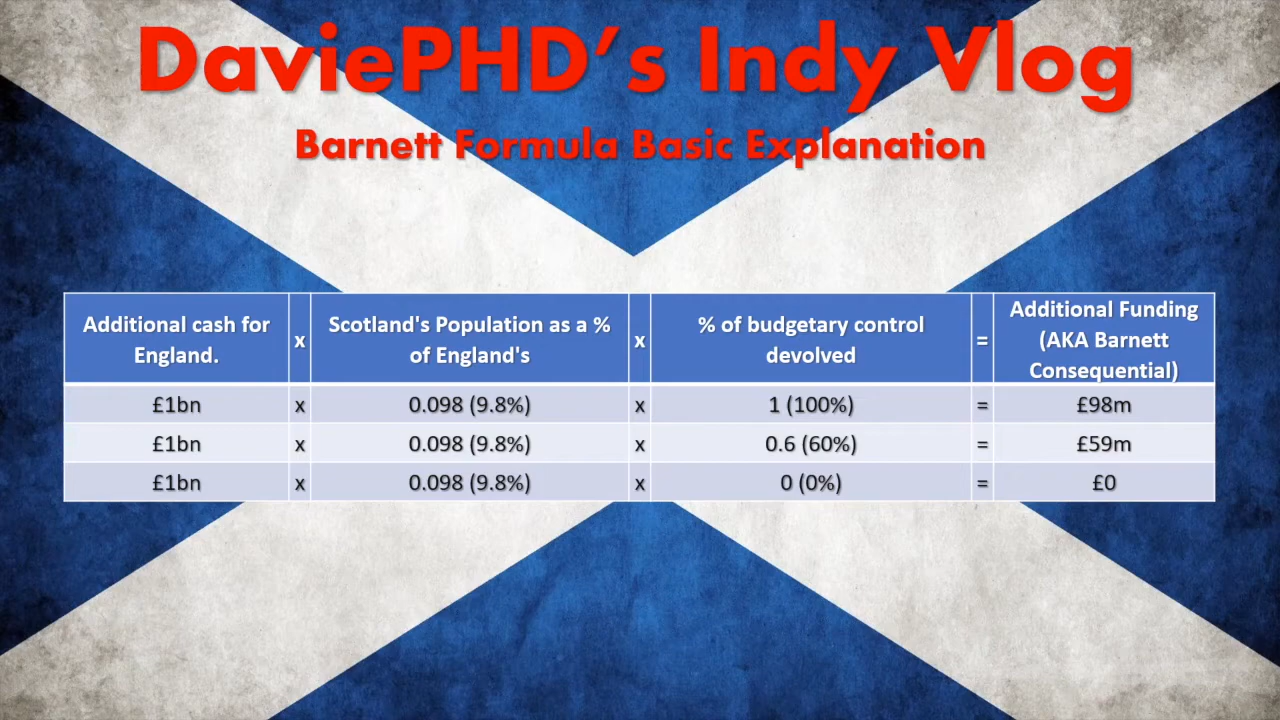 DaviePHD’s Indy Vlog
Barnett Formula Basic Explanation
Additional cash for England. x Scotland's Population as a % of England's x % of budgetary control devolved = Additional Funding (AKA Barnett Consequential)
£1bn x 0.098 (9.8%) x 1 (100%) = £98m
£1bn x 0.098 (9.8%) x 0.6 (60%) = £59m
£1bn x 0.098 (9.8%) x 0 (0%) = £0